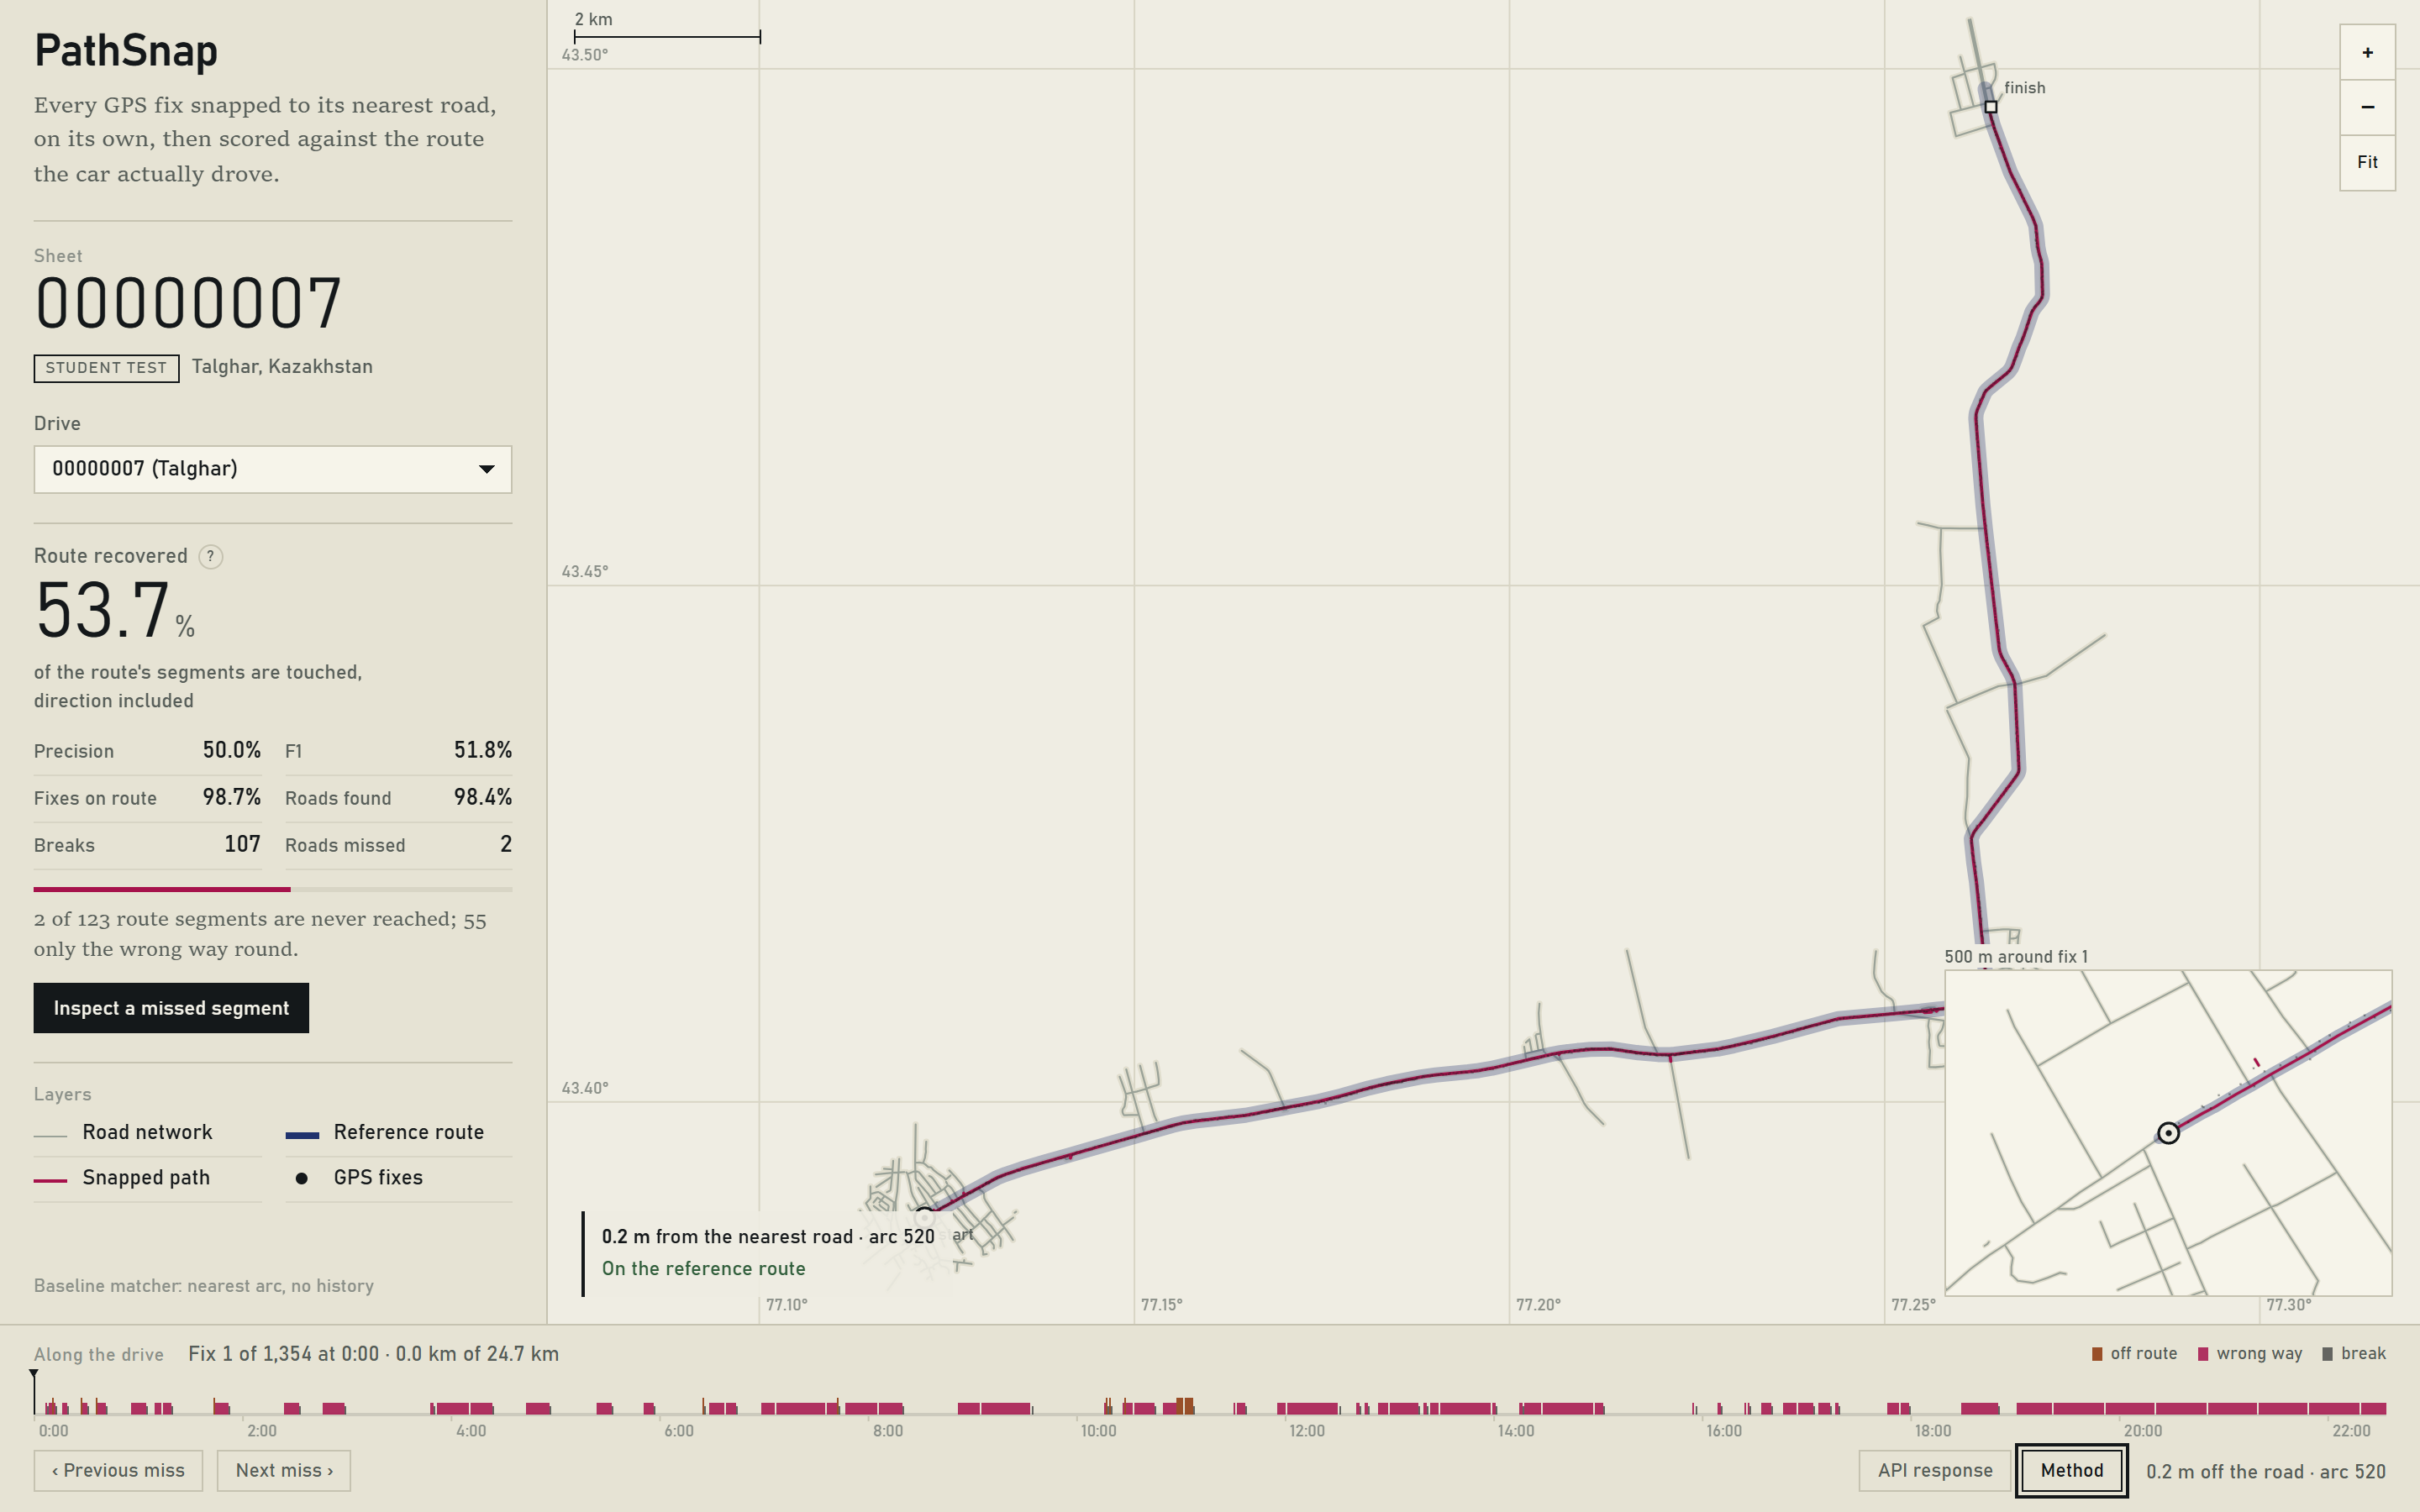 PathSnap
Every GPS fix snapped to its nearest road,
on its own, then scored against the route
the car actually drove.
Sheet
00000007
STUDENT TEST Talghar, Kazakhstan
Drive
00000007 (Talghar)
Route recovered ?
53.7 %
of the route's segments are touched,
direction included
Precision 50.0% F1 51.8%
Fixes on route 98.7% Roads found 98.4%
Breaks 107 Roads missed 2
2 of 123 route segments are never reached; 55
only the wrong way round.
Inspect a missed segment
Layers
Road network Reference route
Snapped path GPS fixes
Baseline matcher: nearest arc, no history
2 km
43.50°
finish
+
−
Fit
43.45°
500 m around fix 1
43.40°
0.2 m from the nearest road · arc 520
On the reference route
77.10° 77.15° 77.20° 77.25° 77.30°
Along the drive Fix 1 of 1,354 at 0:00 · 0.0 km of 24.7 km
off route wrong way break
0:00 2:00 4:00 6:00 8:00 10:00 12:00 14:00 16:00 18:00 20:00 22:00
‹ Previous miss Next miss › API response Method 0.2 m off the road · arc 520